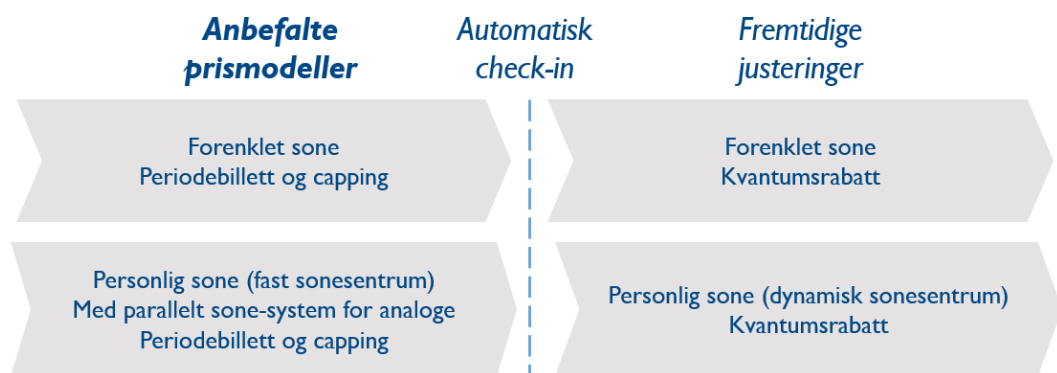 Anbefalte
prismodeller
Automatisk
check-in
Fremtidige
justeringer
Forenklet sone
Periodebillett og capping
Forenklet sone
Kvantumsrabatt
Personlig sone (fast sonesentrum)
Med parallelt sone-system for analoge
Periodebillett og capping
Personlig sone (dynamisk sonesentrum)
Kvantumsrabatt